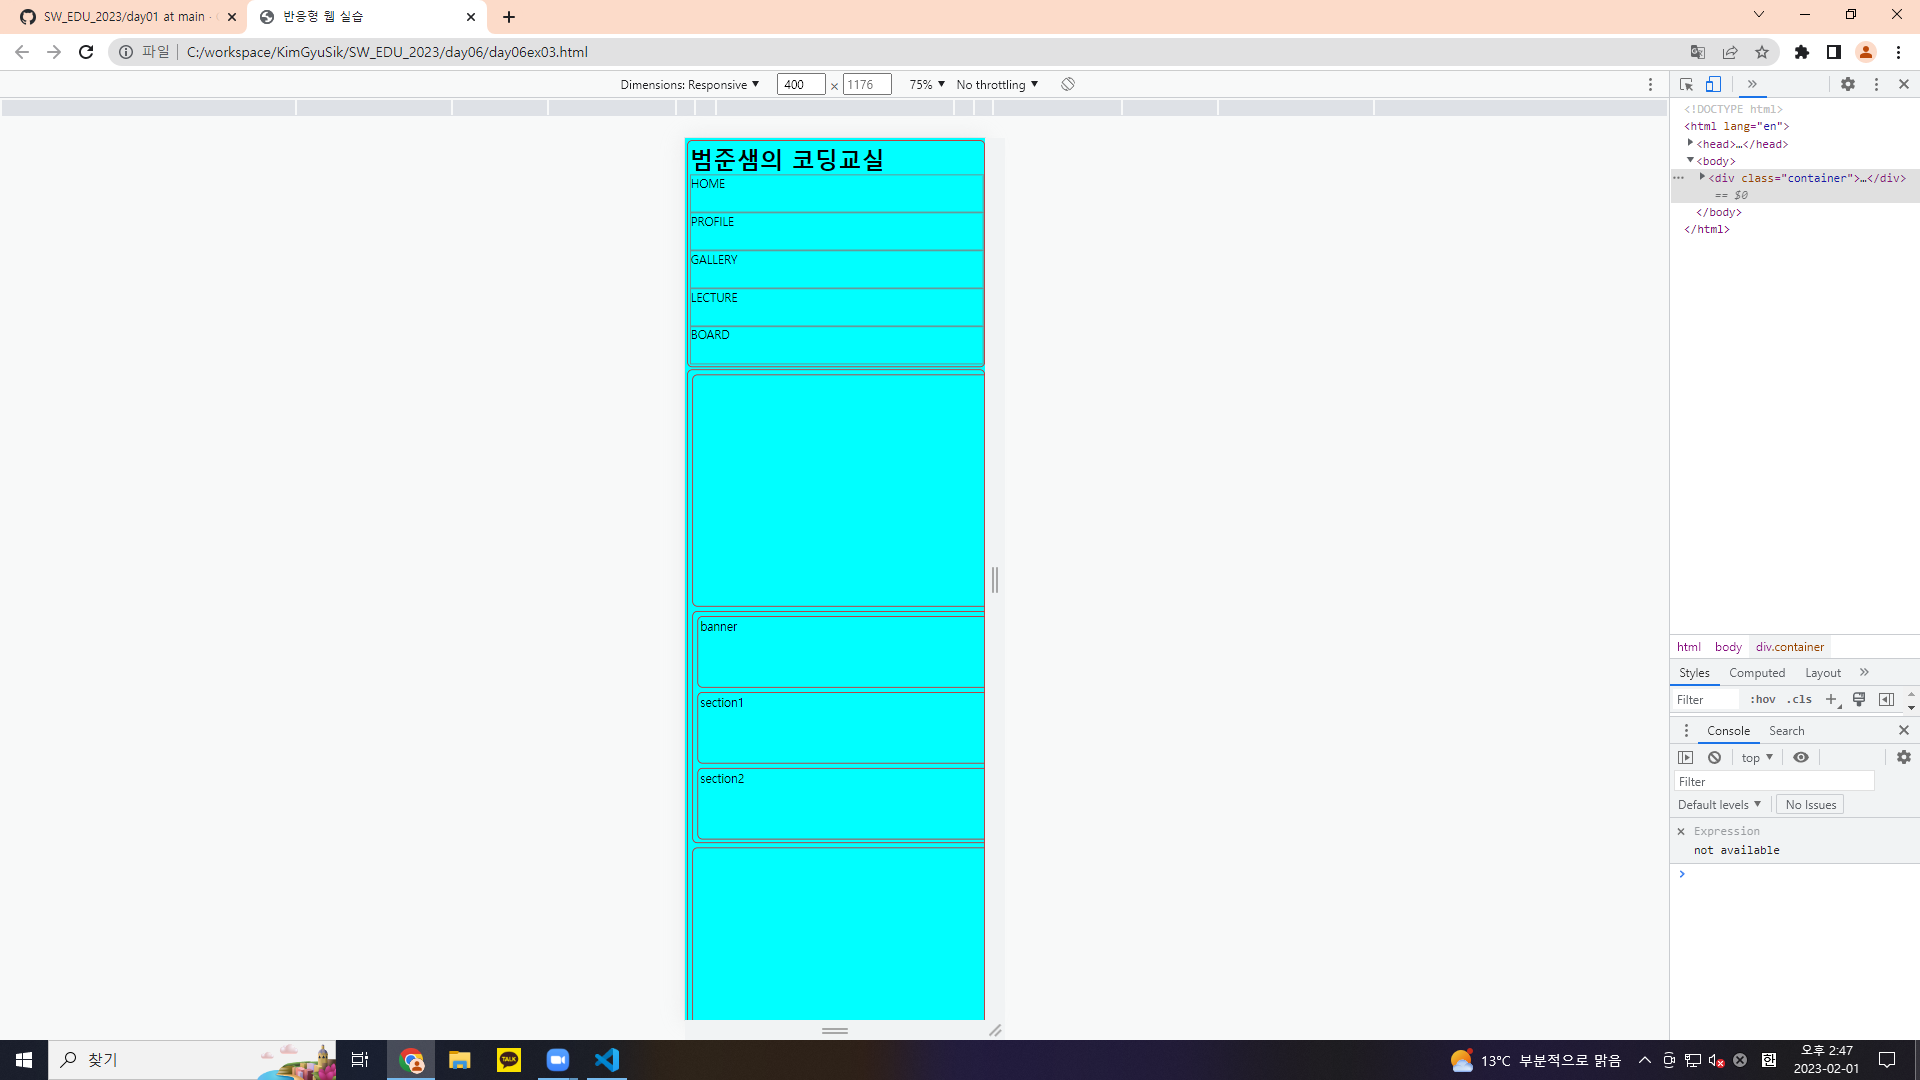 SW_EDU_2023/day01 at main ·
반응형 웹 실습
파일
C:/workspace/KimGyuSik/SW_EDU_2023/day06/day06ex03.html
Dimensions: Responsive ▼ 400 × 1176 75% ▼ No throttling ▼
범준샘의 코딩교실
HOME
PROFILE
GALLERY
LECTURE
BOARD
banner
section1
section2
<!DOCTYPE html>
<html lang="en">
<head>…</head>
<body>
<div class="container">…</div>
== $0
</body>
</html>
html body div.container
Styles Computed Layout
Filter :hov .cls
Console Search
top ▼
Filter
Default levels ▼ No Issues
Expression
not available
찾기
TALK
13°C 부분적으로 맑음
한
오후 2:47
2023-02-01